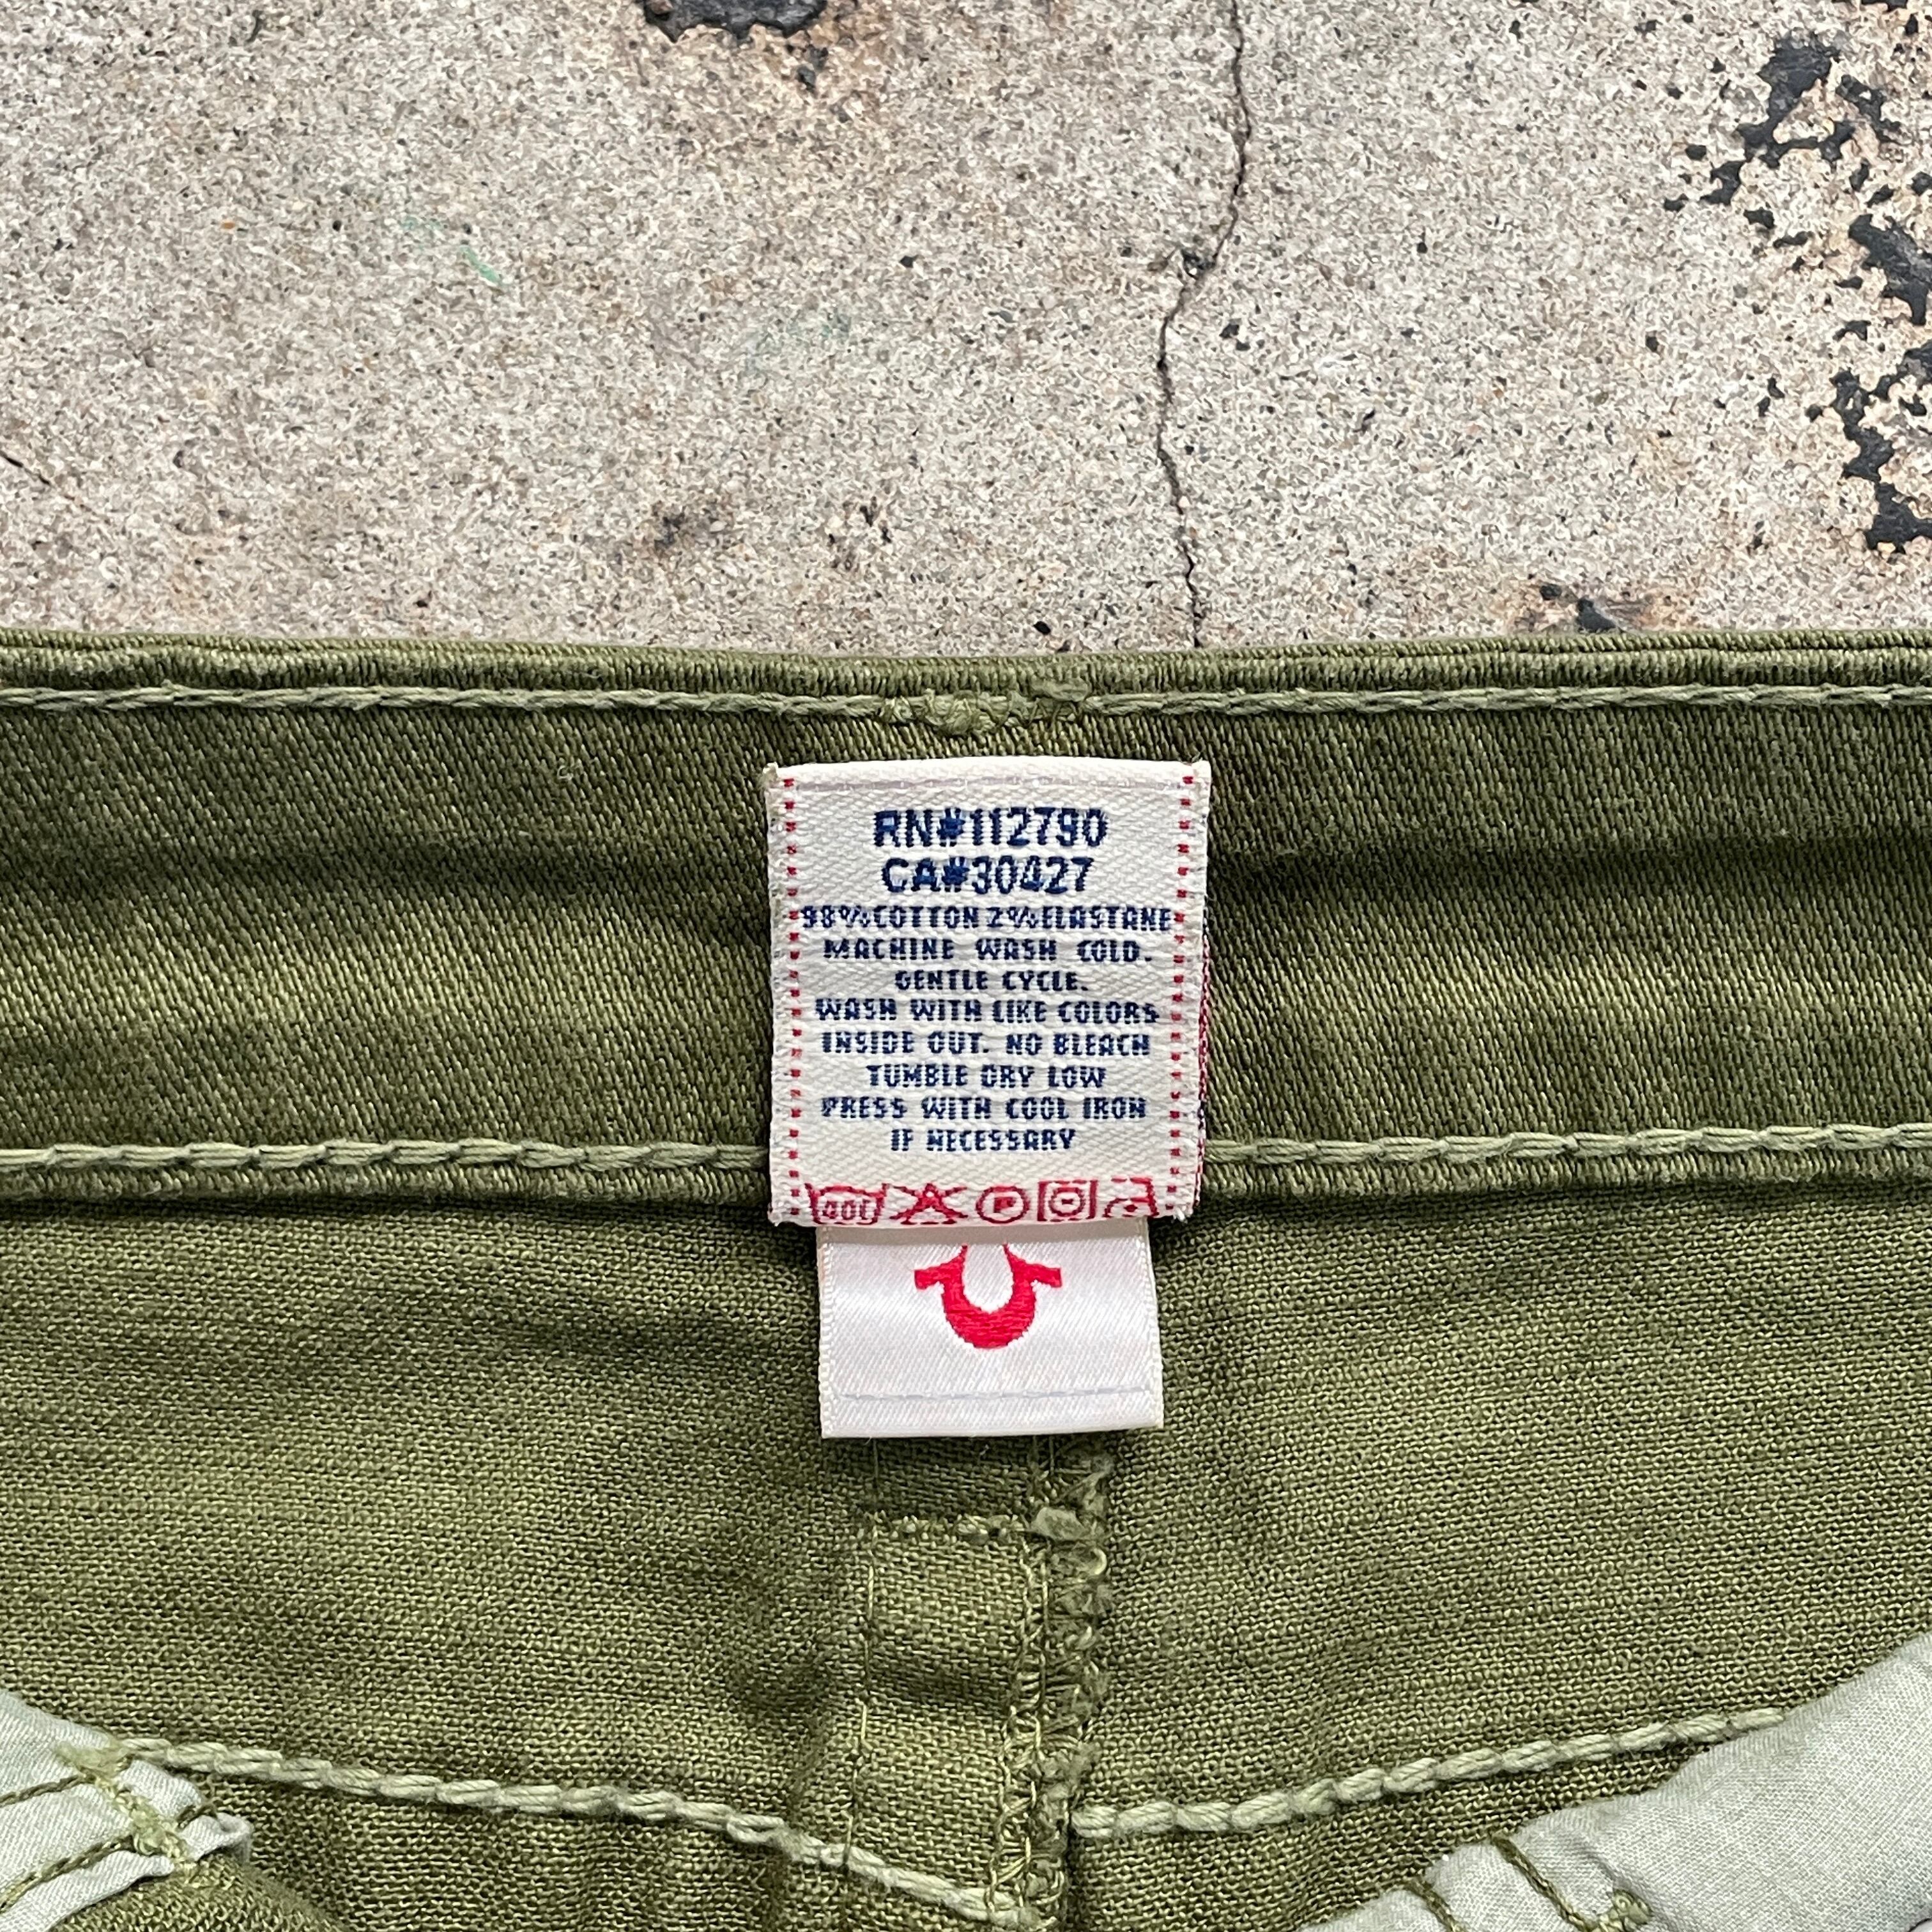 RN#112790
CA#30427
98%COTTON 2%ELASTANE
MACHINE WASH COLD.
GENTLE CYCLE.
WASH WITH LIKE COLORS
INSIDE OUT. NO BLEACH
TUMBLE DRY LOW
PRESS WITH COOL IRON
IF NECESSARY
P